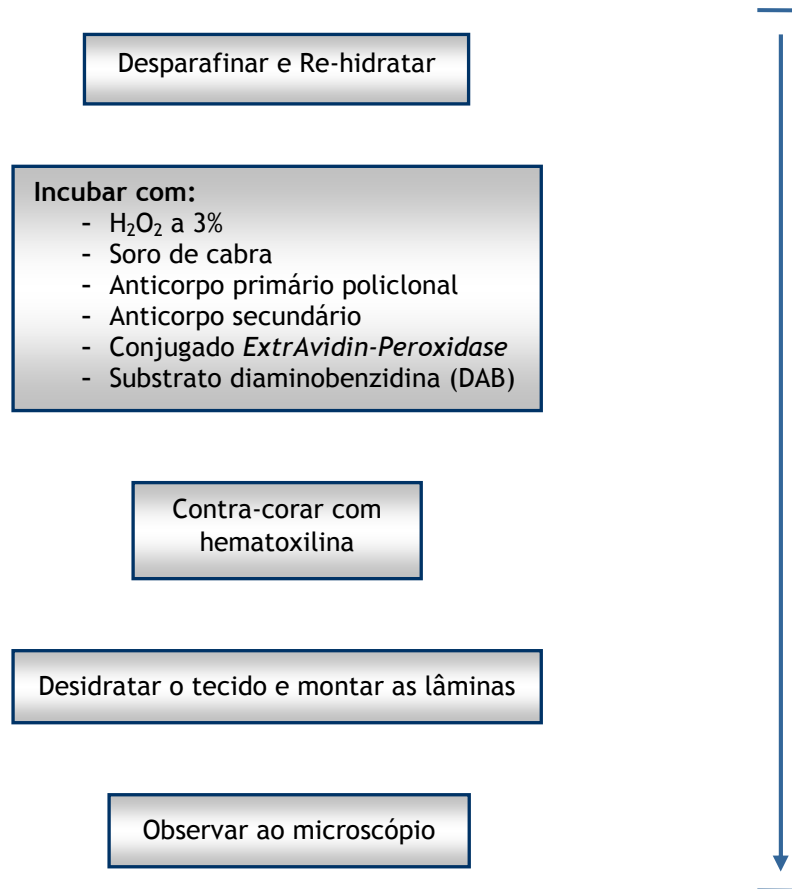 Desparafinar e Re-hidratar
Incubar com:
- H₂O₂ a 3%
- Soro de cabra
- Anticorpo primário policlonal
- Anticorpo secundário
- Conjugado ExtrAvidin-Peroxidase
- Substrato diaminobenzidina (DAB)
Contra-corar com
hematoxilina
Desidratar o tecido e montar as lâminas
Observar ao microscópio